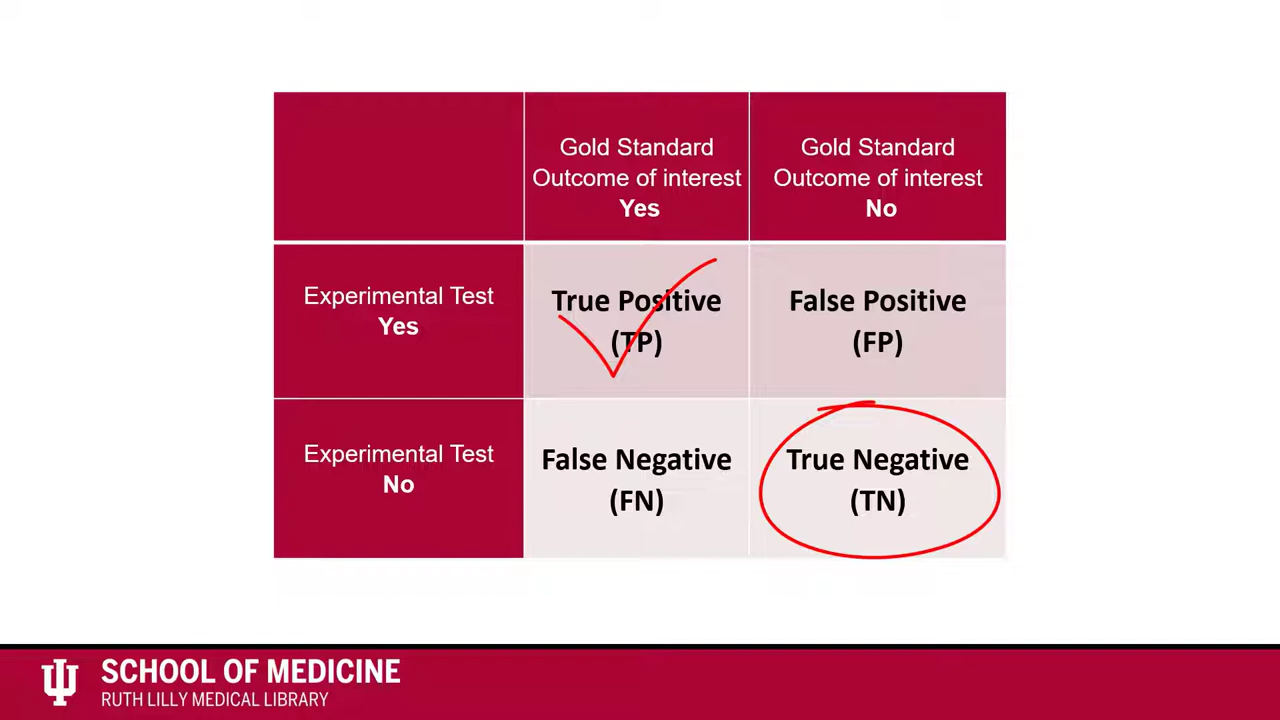 Gold Standard
Outcome of interest
Yes
Gold Standard
Outcome of interest
No
Experimental Test
Yes
True Positive
(TP)
False Positive
(FP)
Experimental Test
No
False Negative
(FN)
True Negative
(TN)
SCHOOL OF MEDICINE
RUTH LILLY MEDICAL LIBRARY